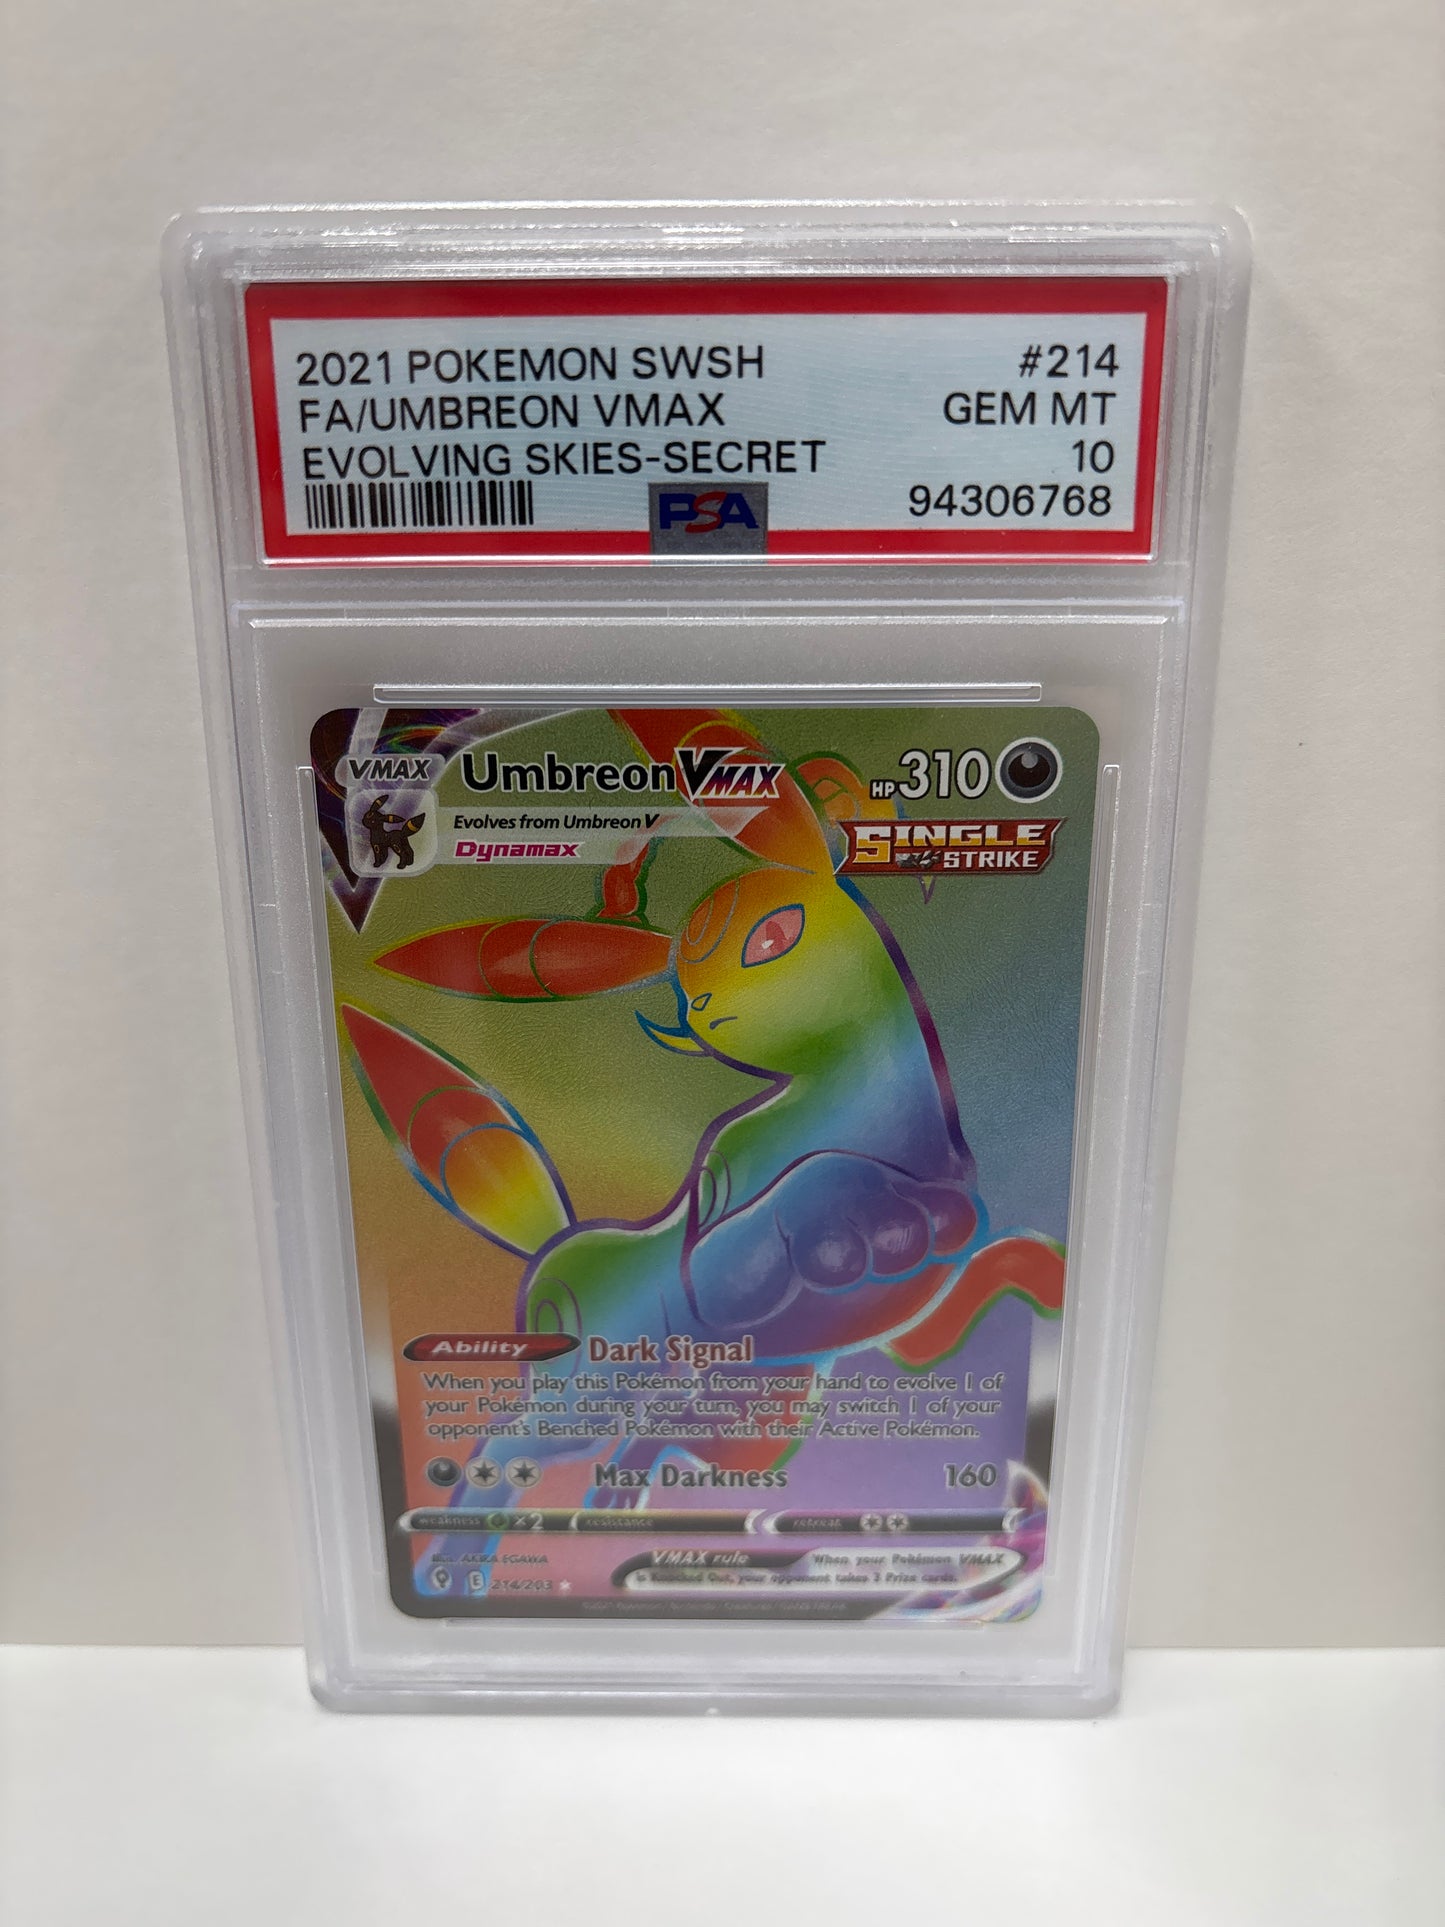 2021 POKEMON SWSH #214
FA/UMBREON VMAX GEM MT
EVOLVING SKIES-SECRET 10
PSA 94306768
VMAX Umbreon VMAX HP 310
Evolves from Umbreon V
Dynamax
SINGLE STRIKE
Ability Dark Signal
When you play this Pokémon from your hand to evolve 1 of
your Pokémon during your turn, you may switch 1 of your
opponent's Benched Pokémon with their Active Pokémon.
Max Darkness 160
weakness ×2 resistance retreat
Illus. AKIRA EGAWA
VMAX rule When your Pokémon VMAX
is Knocked Out, your opponent takes 3 Prize cards.
E 214/203